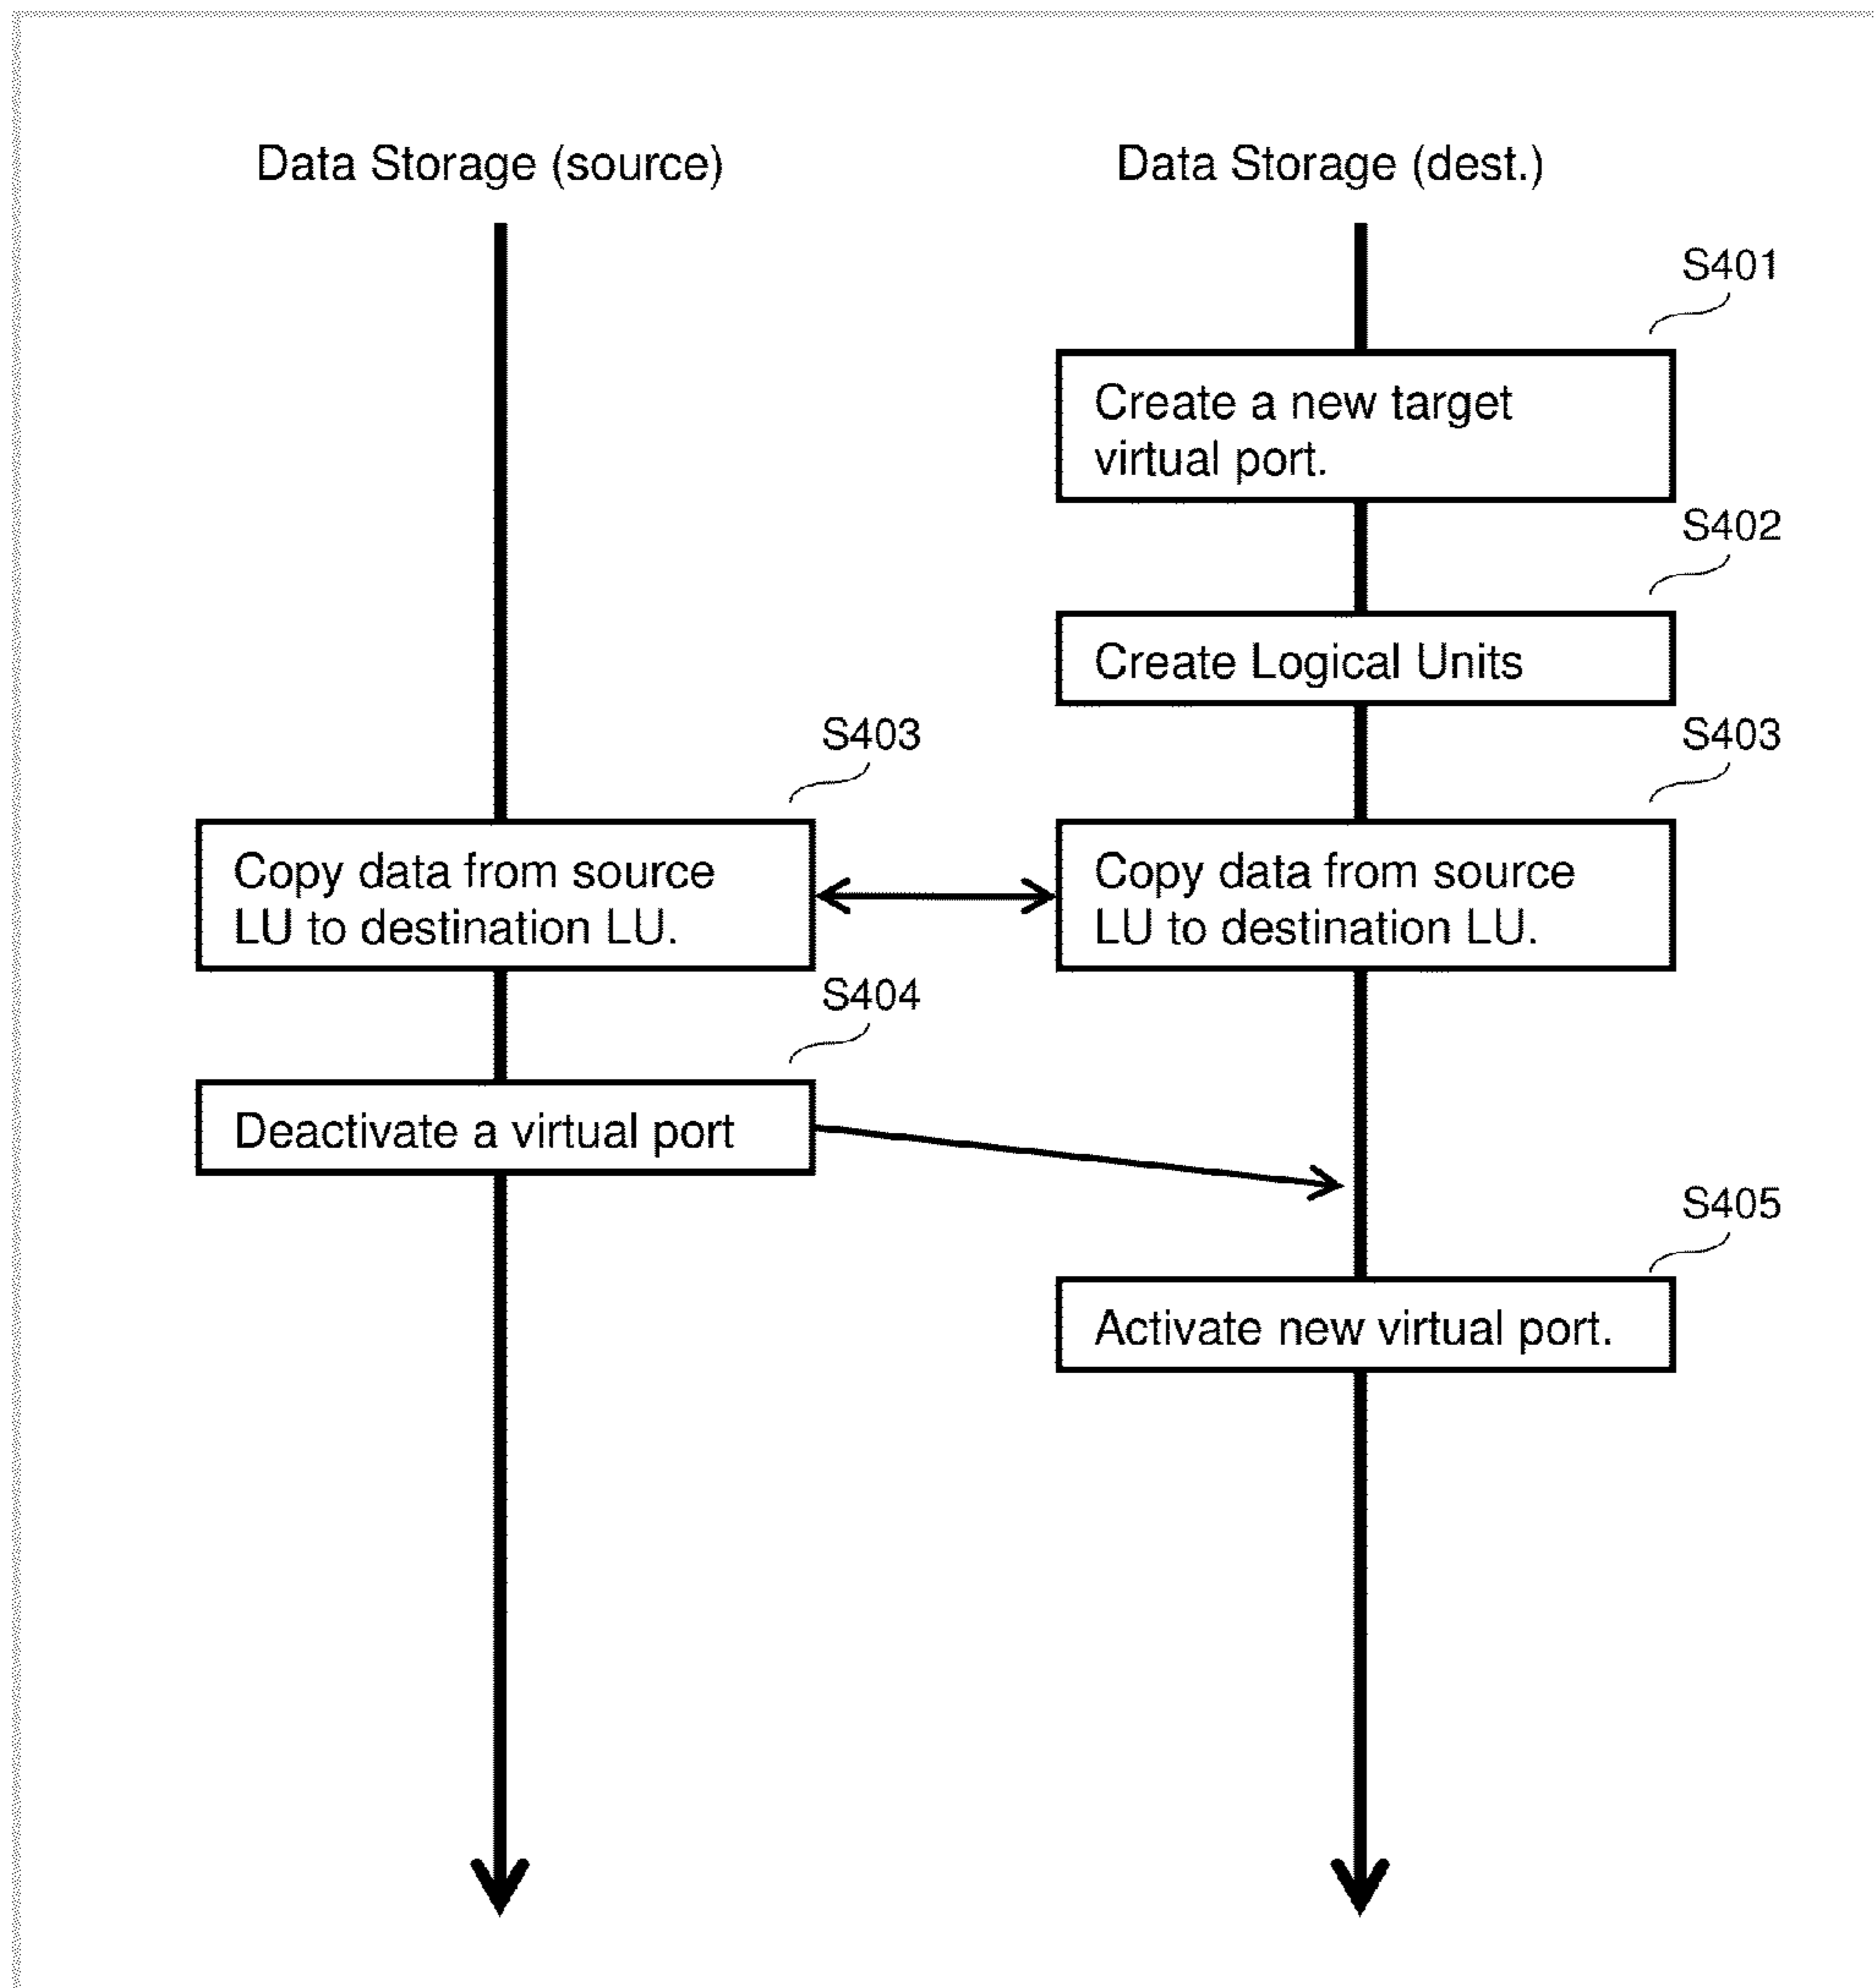 Data Storage (source)
Data Storage (dest.)
S401
Create a new target
virtual port.
S402
Create Logical Units
S403
S403
Copy data from source
LU to destination LU.
Copy data from source
LU to destination LU.
S404
Deactivate a virtual port
S405
Activate new virtual port.